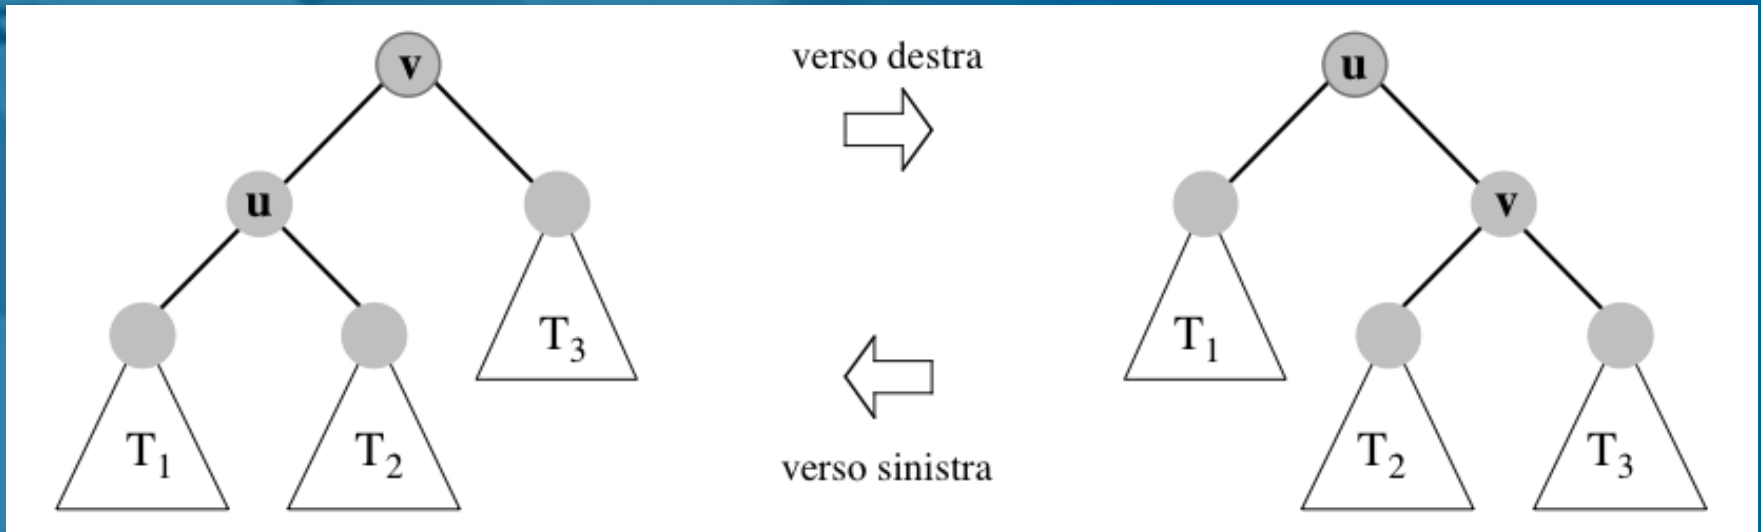 v
verso destra
u
u
v
T₃
T₁
T₁
T₂
verso sinistra
T₂
T₃